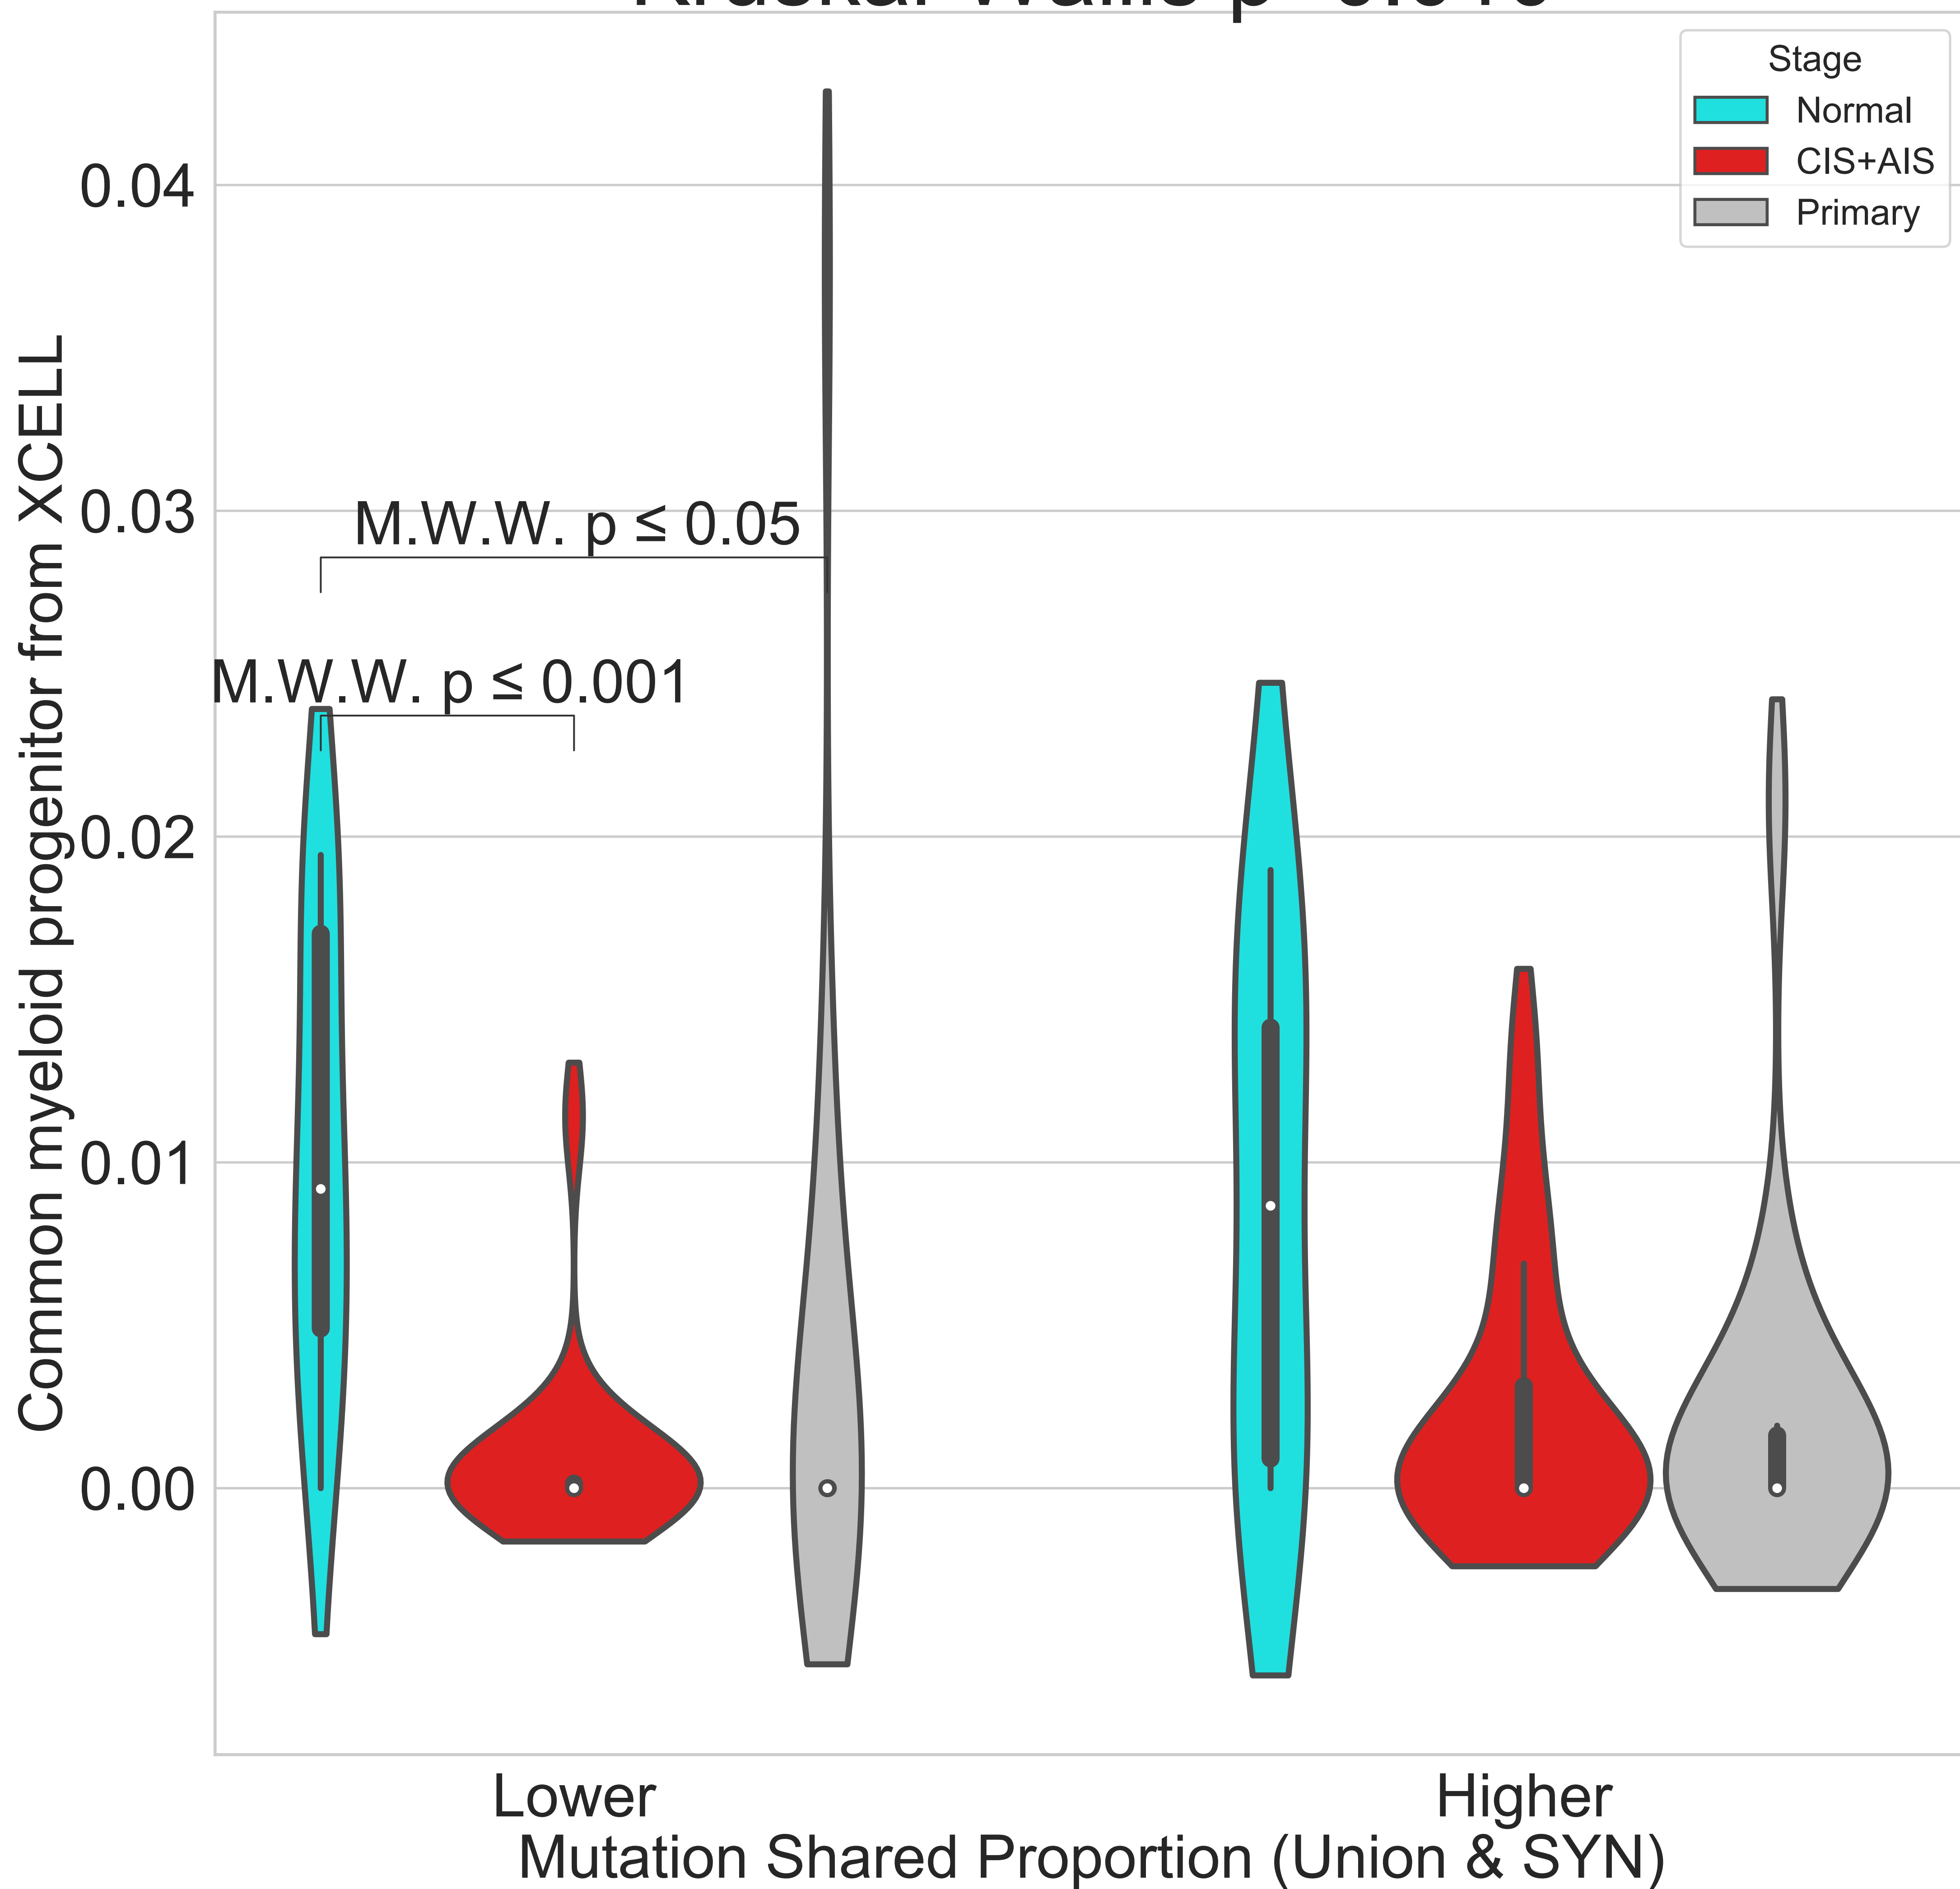 Stage
Normal
CIS+AIS
Primary
Common myeloid progenitor from XCELL
0.04
0.03
0.02
0.01
0.00
M.W.W. p ≤ 0.05
M.W.W. p ≤ 0.001
Lower
Higher
Mutation Shared Proportion (Union & SYN)